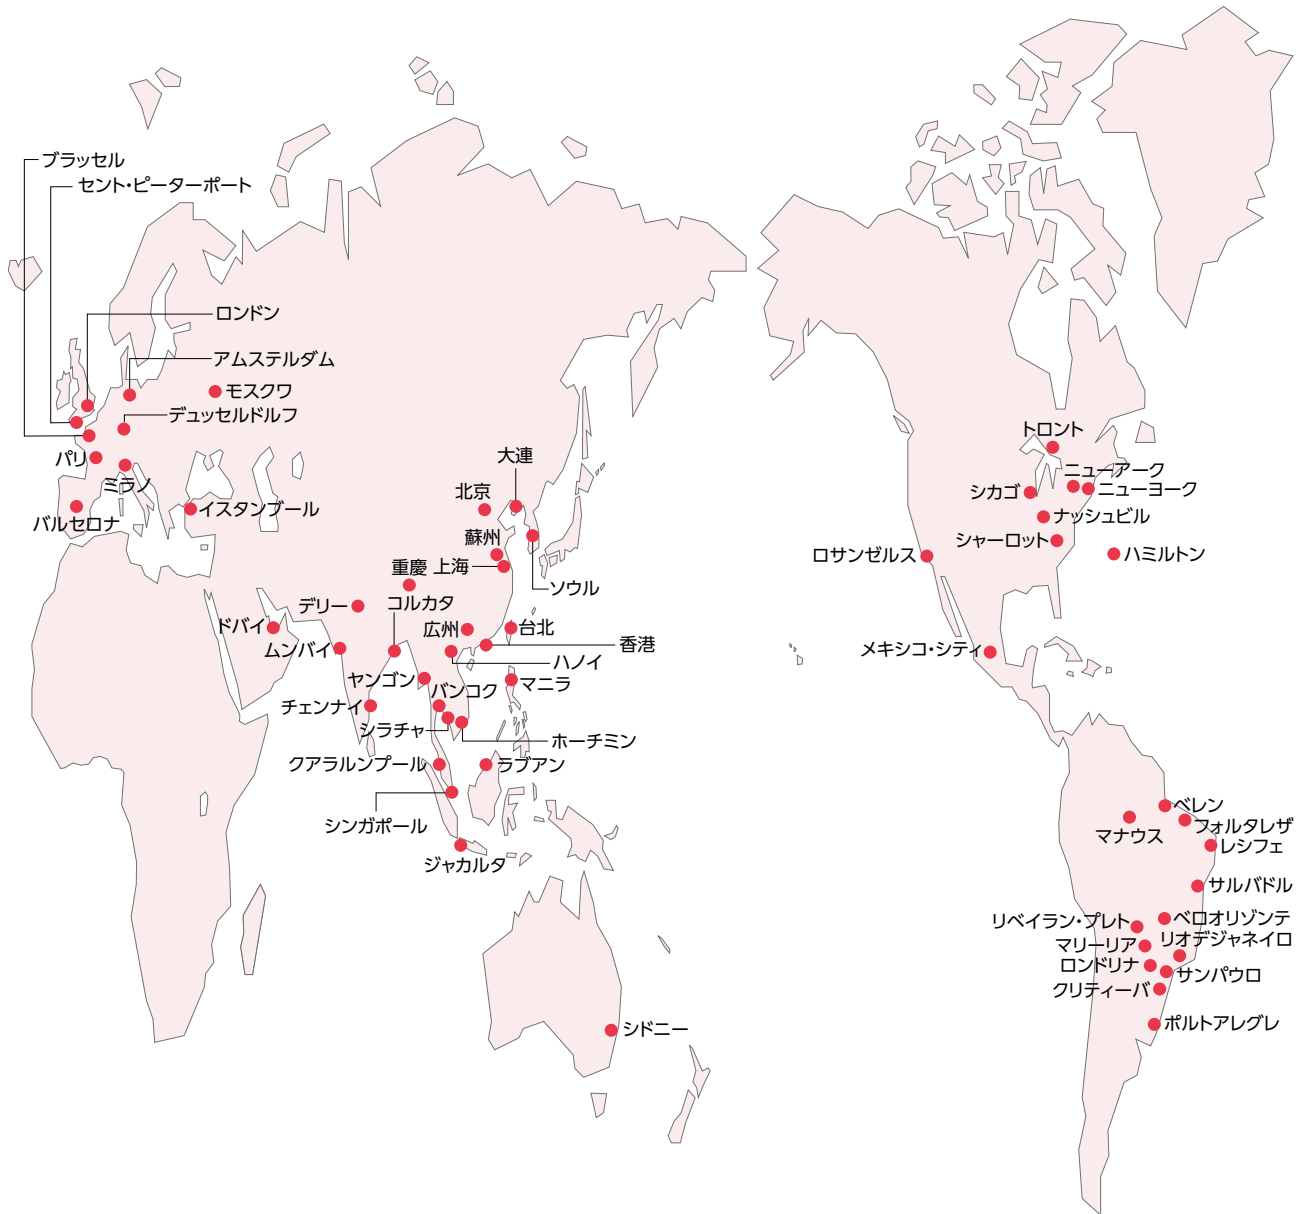 ブラッセル
セント・ピーターポート
ロンドン
アムステルダム
モスクワ
デュッセルドルフ
パリ
ミラノ
バルセロナ
イスタンブール
大連
北京
蘇州
重慶 上海
ソウル
デリー
コルカタ
ドバイ
広州
台北
香港
ムンバイ
ハノイ
ヤンゴン
マニラ
バンコク
チェンナイ
シラチャ
ホーチミン
クアラルンプール
ラブアン
シンガポール
ジャカルタ
シドニー
トロント
ニューアーク
シカゴ
ニューヨーク
ナッシュビル
シャーロット
ロサンゼルス
ハミルトン
メキシコ・シティ
ベレン
フォルタレザ
マナウス
レシフェ
サルバドル
リベイラン・プレト
ベロオリゾンテ
マリーリア
リオデジャネイロ
ロンドリナ
サンパウロ
クリティーバ
ポルトアレグレ